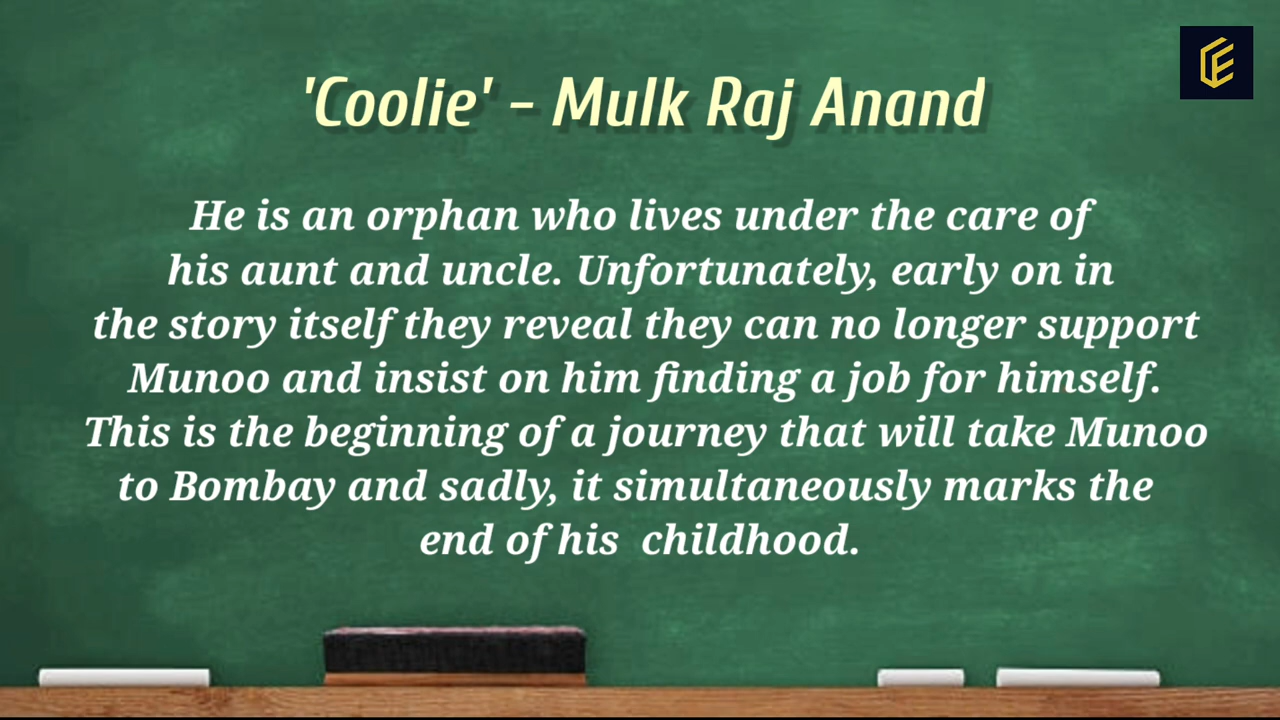 'Coolie' - Mulk Raj Anand
He is an orphan who lives under the care of
his aunt and uncle. Unfortunately, early on in
the story itself they reveal they can no longer support
Munoo and insist on him finding a job for himself.
This is the beginning of a journey that will take Munoo
to Bombay and sadly, it simultaneously marks the
end of his  childhood.